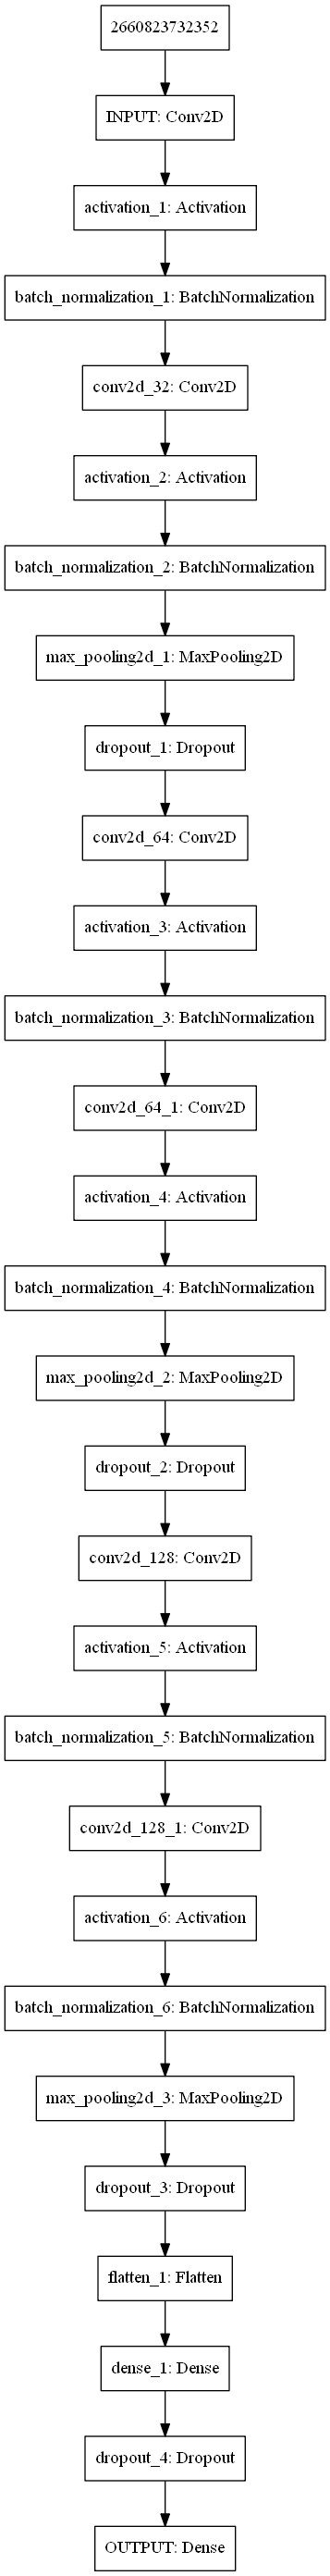 2660823732352
INPUT: Conv2D
activation_1: Activation
batch_normalization_1: BatchNormalization
conv2d_32: Conv2D
activation_2: Activation
batch_normalization_2: BatchNormalization
max_pooling2d_1: MaxPooling2D
dropout_1: Dropout
conv2d_64: Conv2D
activation_3: Activation
batch_normalization_3: BatchNormalization
conv2d_64_1: Conv2D
activation_4: Activation
batch_normalization_4: BatchNormalization
max_pooling2d_2: MaxPooling2D
dropout_2: Dropout
conv2d_128: Conv2D
activation_5: Activation
batch_normalization_5: BatchNormalization
conv2d_128_1: Conv2D
activation_6: Activation
batch_normalization_6: BatchNormalization
max_pooling2d_3: MaxPooling2D
dropout_3: Dropout
flatten_1: Flatten
dense_1: Dense
dropout_4: Dropout
OUTPUT: Dense